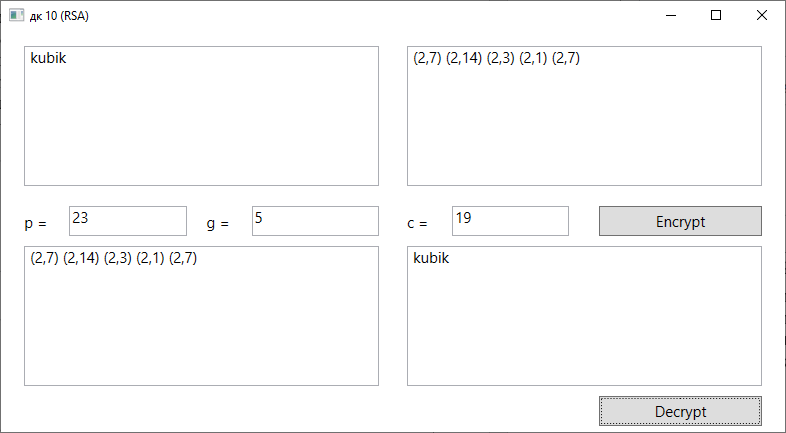 дк 10 (RSA)
kubik
(2,7) (2,14) (2,3) (2,1) (2,7)
p = 23 g = 5 c = 19 Encrypt
(2,7) (2,14) (2,3) (2,1) (2,7)
kubik
Decrypt